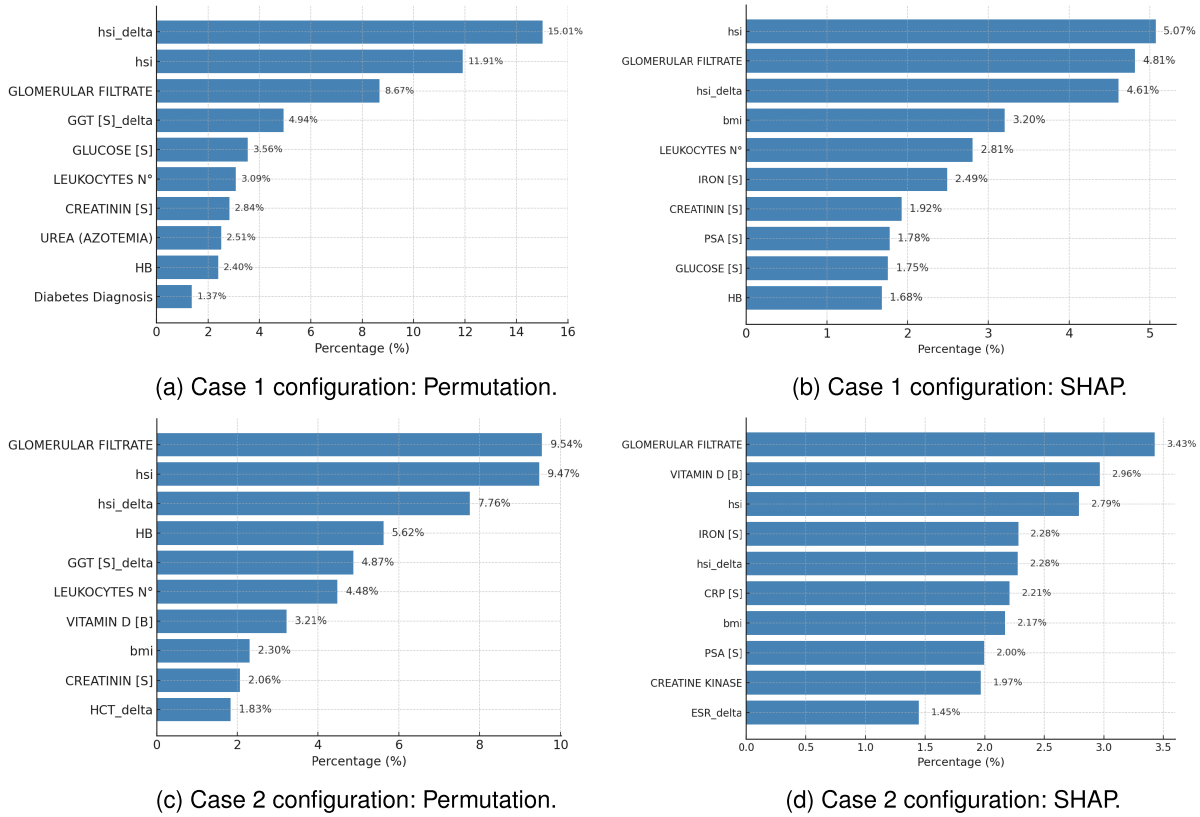 hsi_delta 15.01%
hsi 11.91%
GLOMERULAR FILTRATE 8.67%
GGT [S]_delta 4.94%
GLUCOSE [S] 3.56%
LEUKOCYTES N° 3.09%
CREATININ [S] 2.84%
UREA (AZOTEMIA) 2.51%
HB 2.40%
Diabetes Diagnosis 1.37%
0 2 4 6 8 10 12 14 16
Percentage (%)
(a) Case 1 configuration: Permutation.
hsi 5.07%
GLOMERULAR FILTRATE 4.81%
hsi_delta 4.61%
bmi 3.20%
LEUKOCYTES N° 2.81%
IRON [S] 2.49%
CREATININ [S] 1.92%
PSA [S] 1.78%
GLUCOSE [S] 1.75%
HB 1.68%
0 1 2 3 4 5
Percentage (%)
(b) Case 1 configuration: SHAP.
GLOMERULAR FILTRATE 9.54%
hsi 9.47%
hsi_delta 7.76%
HB 5.62%
GGT [S]_delta 4.87%
LEUKOCYTES N° 4.48%
VITAMIN D [B] 3.21%
bmi 2.30%
CREATININ [S] 2.06%
HCT_delta 1.83%
0 2 4 6 8 10
Percentage (%)
(c) Case 2 configuration: Permutation.
GLOMERULAR FILTRATE 3.43%
VITAMIN D [B] 2.96%
hsi 2.79%
IRON [S] 2.28%
hsi_delta 2.28%
CRP [S] 2.21%
bmi 2.17%
PSA [S] 2.00%
CREATINE KINASE 1.97%
ESR_delta 1.45%
0.0 0.5 1.0 1.5 2.0 2.5 3.0 3.5
Percentage (%)
(d) Case 2 configuration: SHAP.